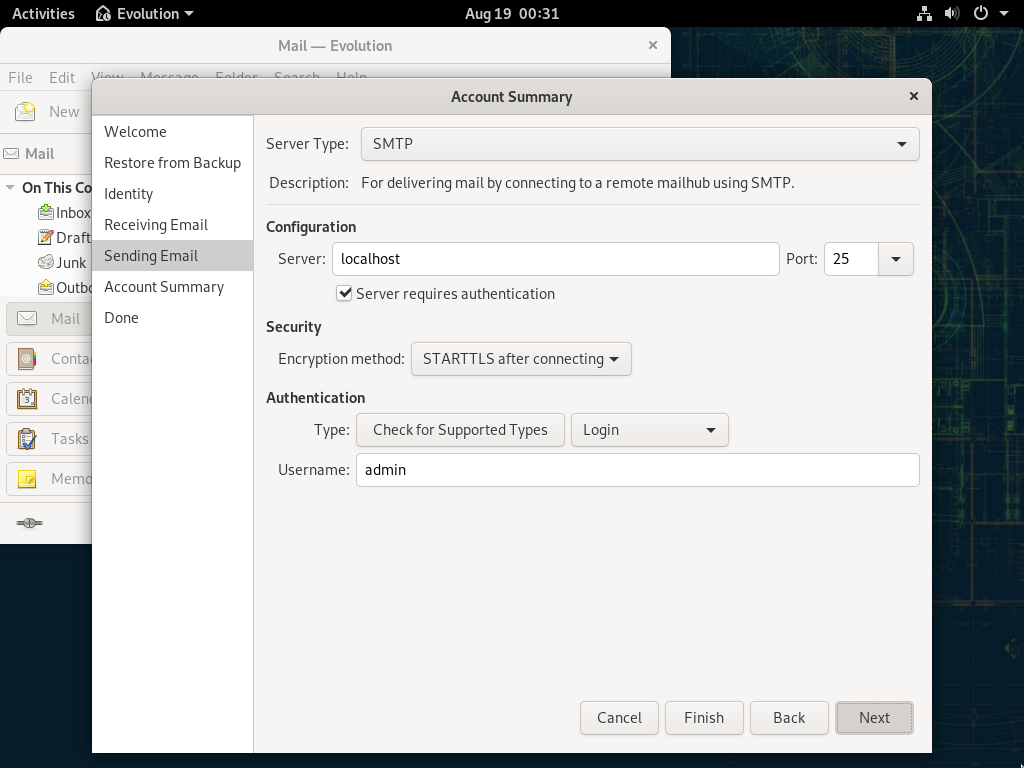 Activities Evolution Aug 19 00:31
Mail — Evolution
File Edit View Message Folder Search Help
New
Mail
On This Co
Inbox
Draft
Junk
Outbo
Mail
Conta
Calen
Tasks
Memo
Account Summary
Welcome
Restore from Backup
Identity
Receiving Email
Sending Email
Account Summary
Done
Server Type: SMTP
Description: For delivering mail by connecting to a remote mailhub using SMTP.
Configuration
Server: localhost Port: 25
Server requires authentication
Security
Encryption method: STARTTLS after connecting
Authentication
Type: Check for Supported Types Login
Username: admin
Cancel Finish Back Next